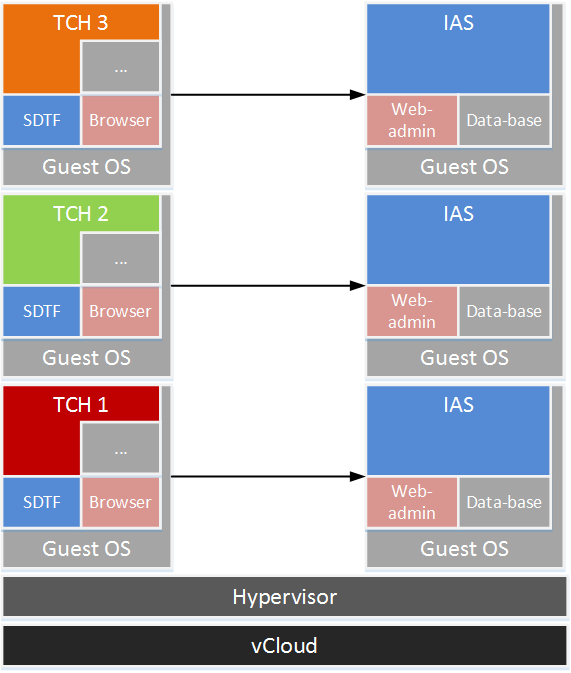 TCH 3
...
SDTF
Browser
Guest OS
IAS
Web-
admin
Data-base
Guest OS
TCH 2
...
SDTF
Browser
Guest OS
IAS
Web-
admin
Data-base
Guest OS
TCH 1
...
SDTF
Browser
Guest OS
IAS
Web-
admin
Data-base
Guest OS
Hypervisor
vCloud